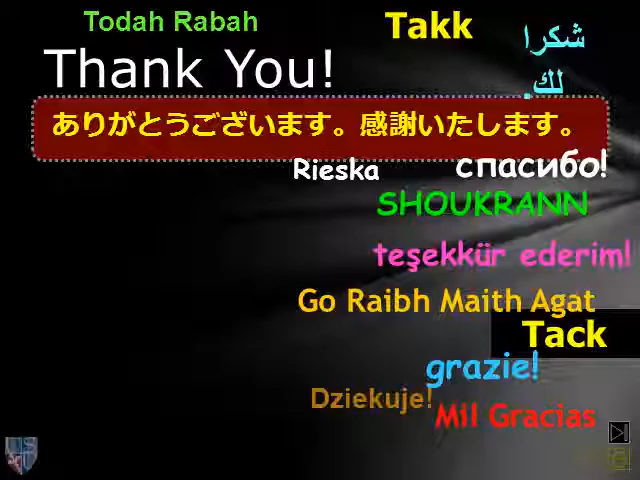 Todah Rabah
Takk
شكرا
لك.
Thank You!
ありがとうございます。感謝いたします。
Rieska
спасибо!
SHOUKRANN
teşekkür ederim!
Go Raibh Maith Agat
Tack
grazie!
Dziekuje!
Mil Gracias